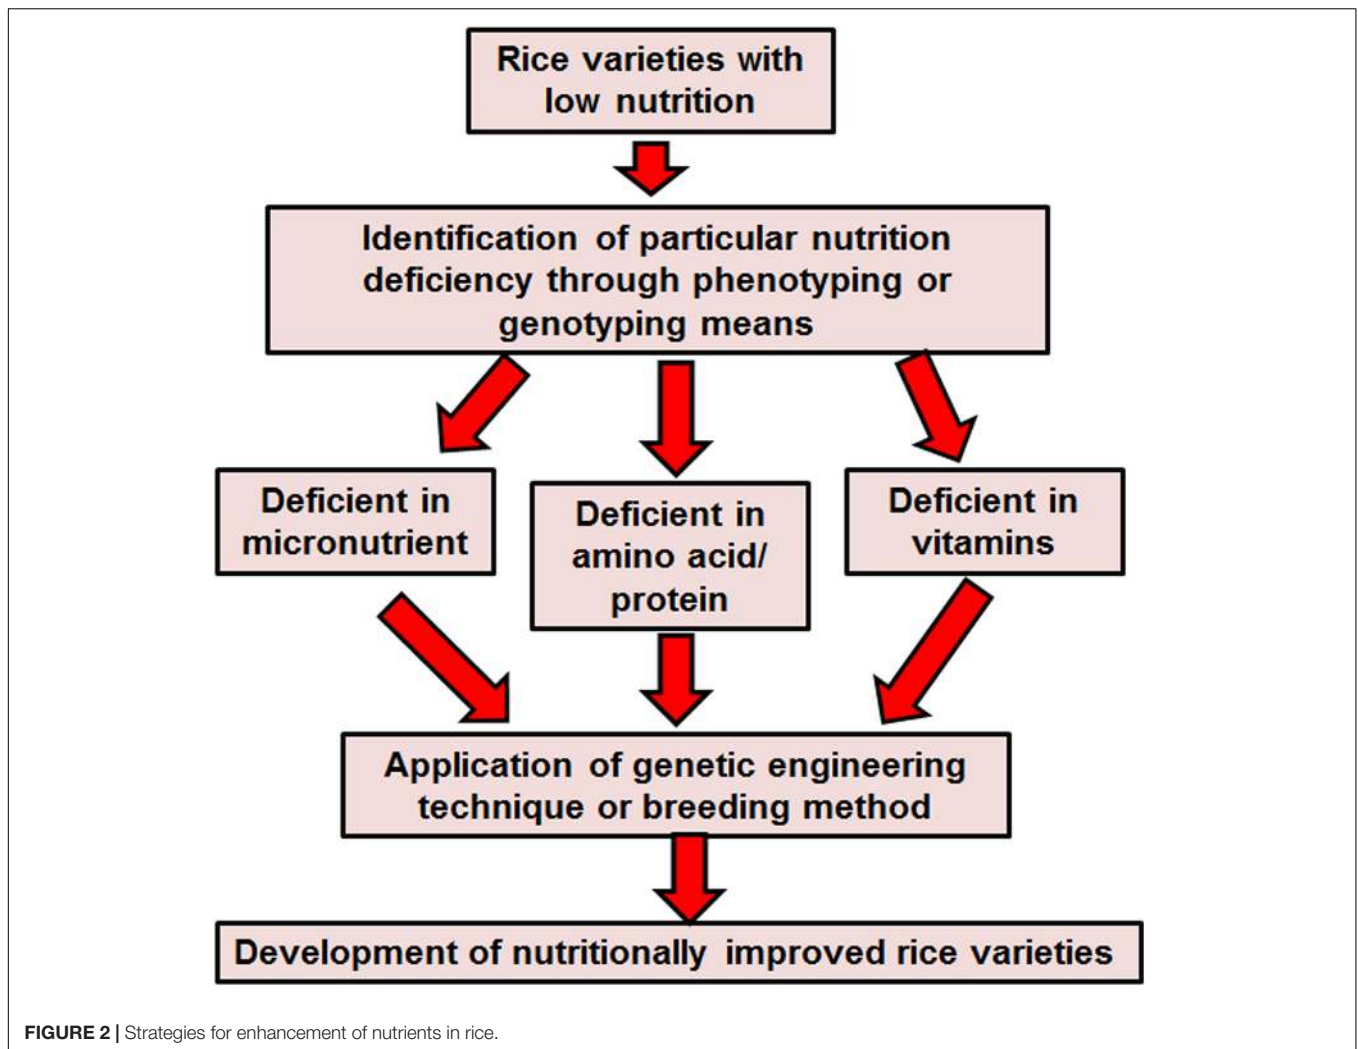 Rice varieties with
low nutrition
Identification of particular nutrition
deficiency through phenotyping or
genotyping means
Deficient in
micronutrient
Deficient in
amino acid/
protein
Deficient in
vitamins
Application of genetic engineering
technique or breeding method
Development of nutritionally improved rice varieties
FIGURE 2 | Strategies for enhancement of nutrients in rice.